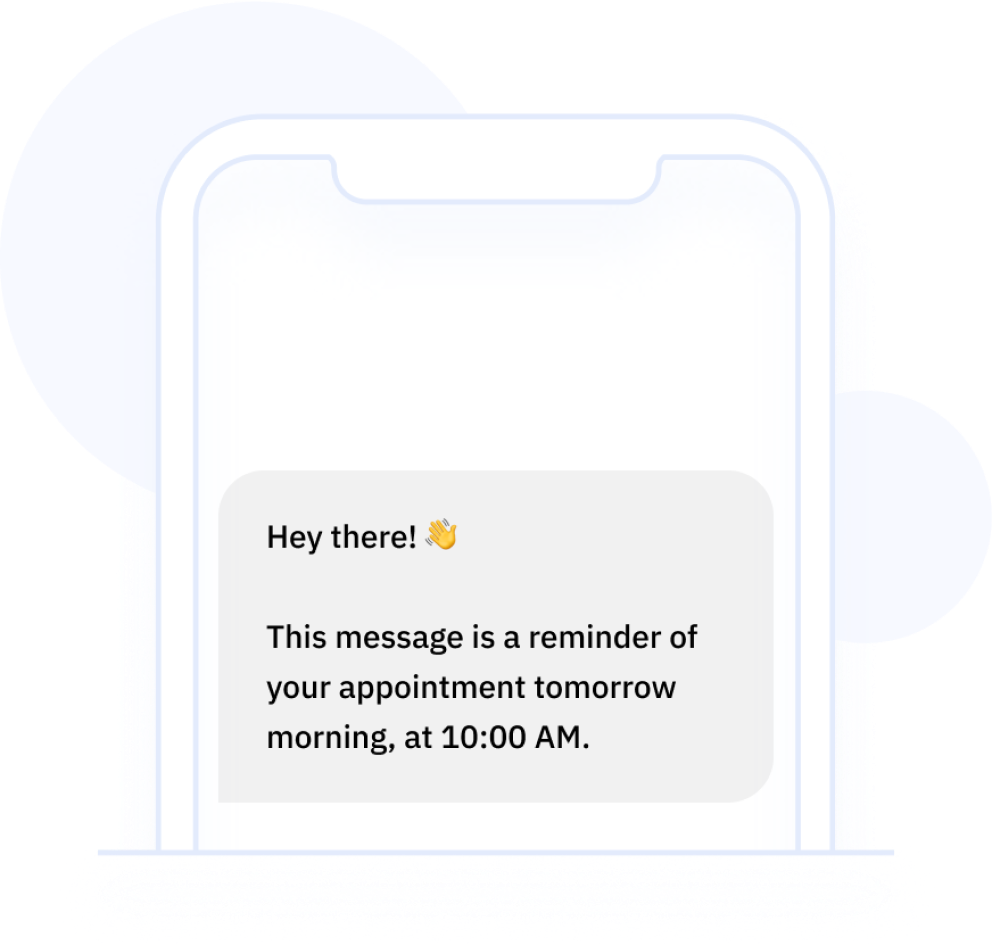 Hey there! 👋
This message is a reminder of
your appointment tomorrow
morning, at 10:00 AM.